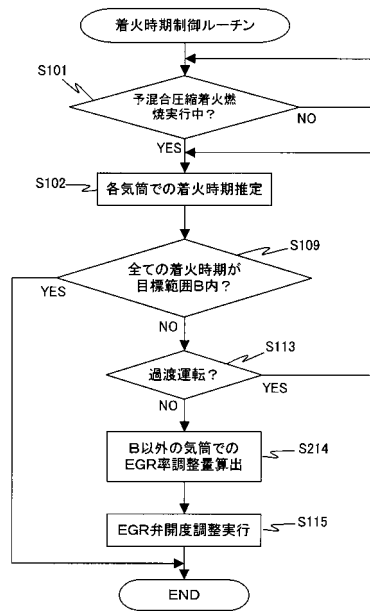 着火時期制御ルーチン
S101
予混合圧縮着火燃
焼実行中？
NO
YES
S102
各気筒での着火時期推定
S109
全ての着火時期が
目標範囲B内？
YES
NO
S113
過渡運転？
YES
NO
B以外の気筒での
EGR率調整量算出
S214
EGR弁開度調整実行
S115
END